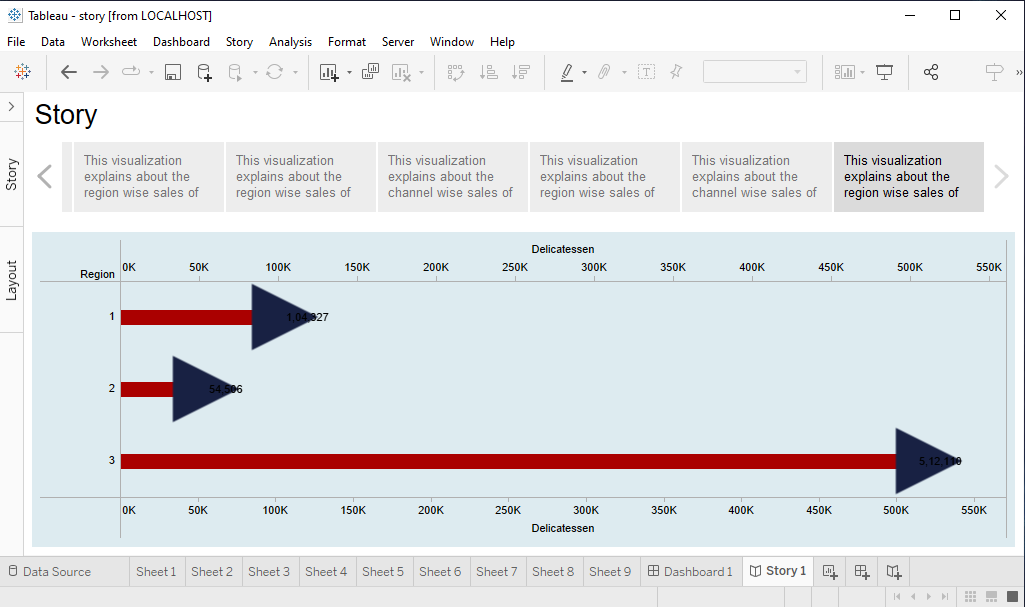 Tableau - story [from LOCALHOST]
File Data Worksheet Dashboard Story Analysis Format Server Window Help
Story
Story
Layout
This visualization
explains about the
region wise sales of
This visualization
explains about the
region wise sales of
This visualization
explains about the
channel wise sales of
This visualization
explains about the
region wise sales of
This visualization
explains about the
channel wise sales of
This visualization
explains about the
region wise sales of
Delicatessen
Region 0K 50K 100K 150K 200K 250K 300K 350K 400K 450K 500K 550K
1 1,04,327
2 54,506
3
0K 50K 100K 150K 200K 250K 300K 350K 400K 450K 500K 550K
Delicatessen
Data Source Sheet 1 Sheet 2 Sheet 3 Sheet 4 Sheet 5 Sheet 6 Sheet 7 Sheet 8 Sheet 9 Dashboard 1 Story 1